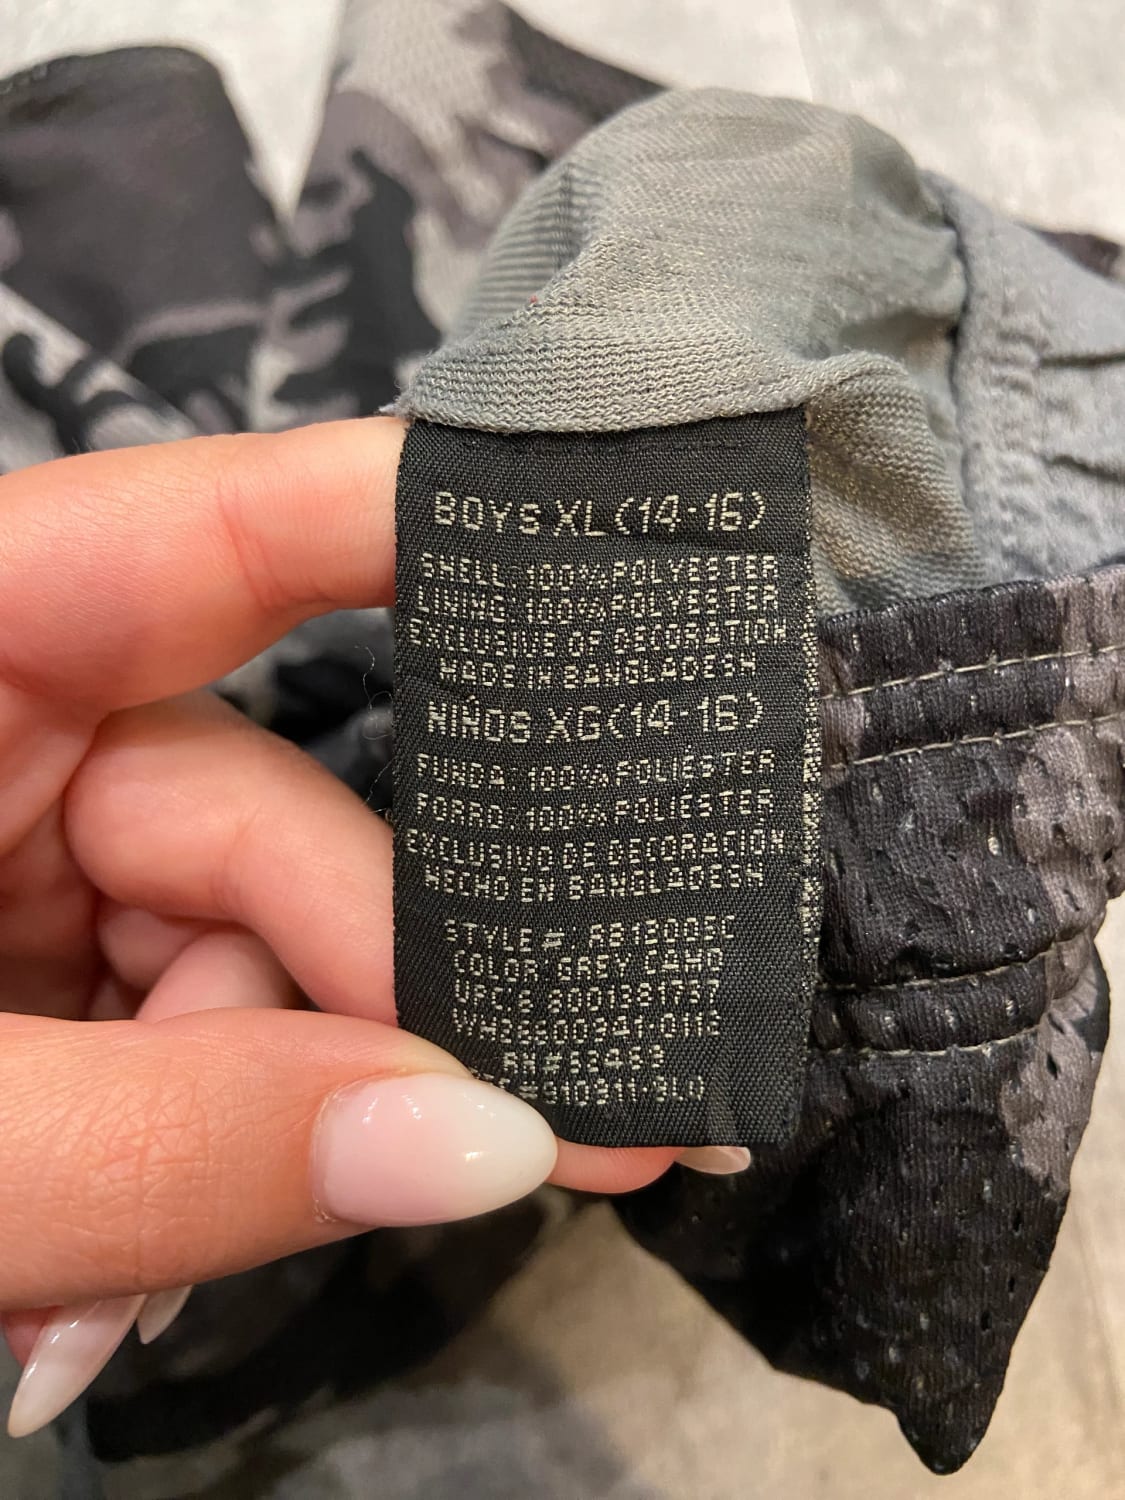 BOYS XL (14-16)
SHELL: 100% POLYESTER
LINING: 100% POLYESTER
EXCLUSIVE OF DECORATION
MADE IN BANGLADESH
NIÑOS XG (14-16)
FUNDA: 100% POLIÉSTER
FORRO: 100% POLIÉSTER
EXCLUSIVO DE DECORACIÓN
HECHO EN BANGLADESH
STYLE #:
COLOR GREY CAMO